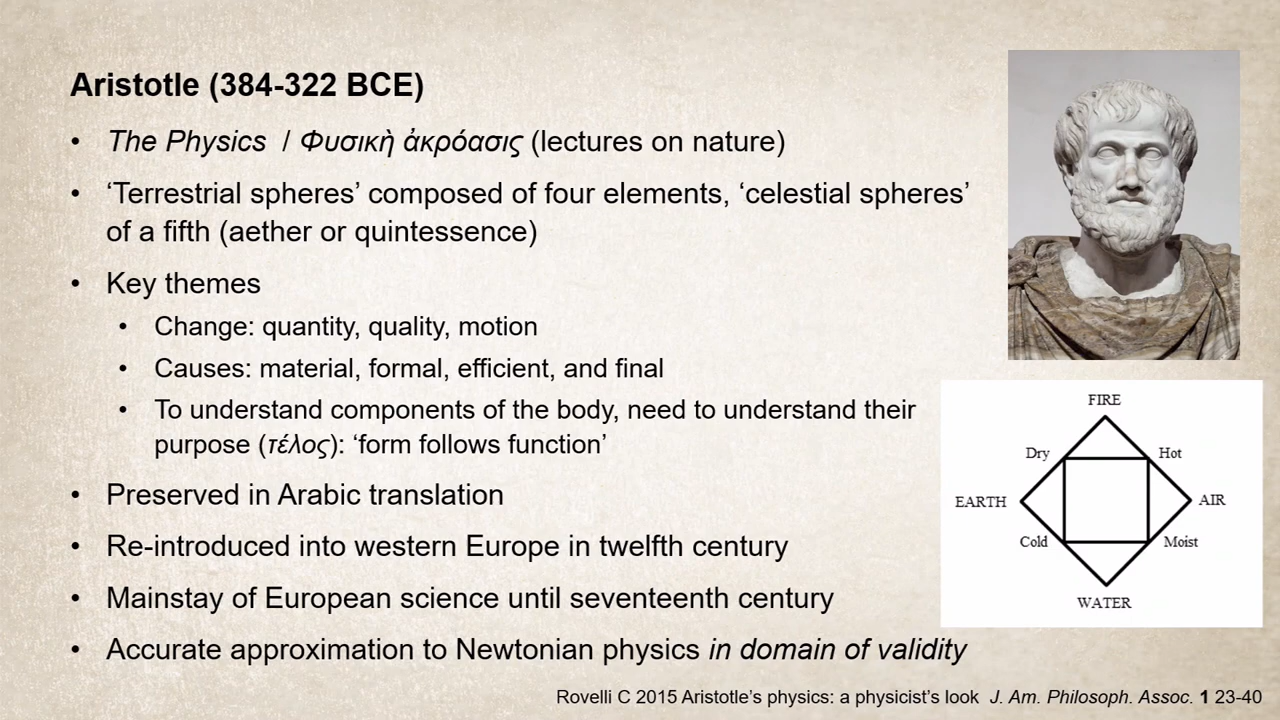 Aristotle (384-322 BCE)
• The Physics / Φυσικὴ ἀκρόασις (lectures on nature)
• ‘Terrestrial spheres’ composed of four elements, ‘celestial spheres’
of a fifth (aether or quintessence)
• Key themes
• Change: quantity, quality, motion
• Causes: material, formal, efficient, and final
• To understand components of the body, need to understand their
purpose (τέλος): ‘form follows function’
• Preserved in Arabic translation
• Re-introduced into western Europe in twelfth century
• Mainstay of European science until seventeenth century
• Accurate approximation to Newtonian physics in domain of validity
FIRE
Dry Hot
EARTH AIR
Cold Moist
WATER
Rovelli C 2015 Aristotle’s physics: a physicist’s look J. Am. Philosoph. Assoc. 1 23-40